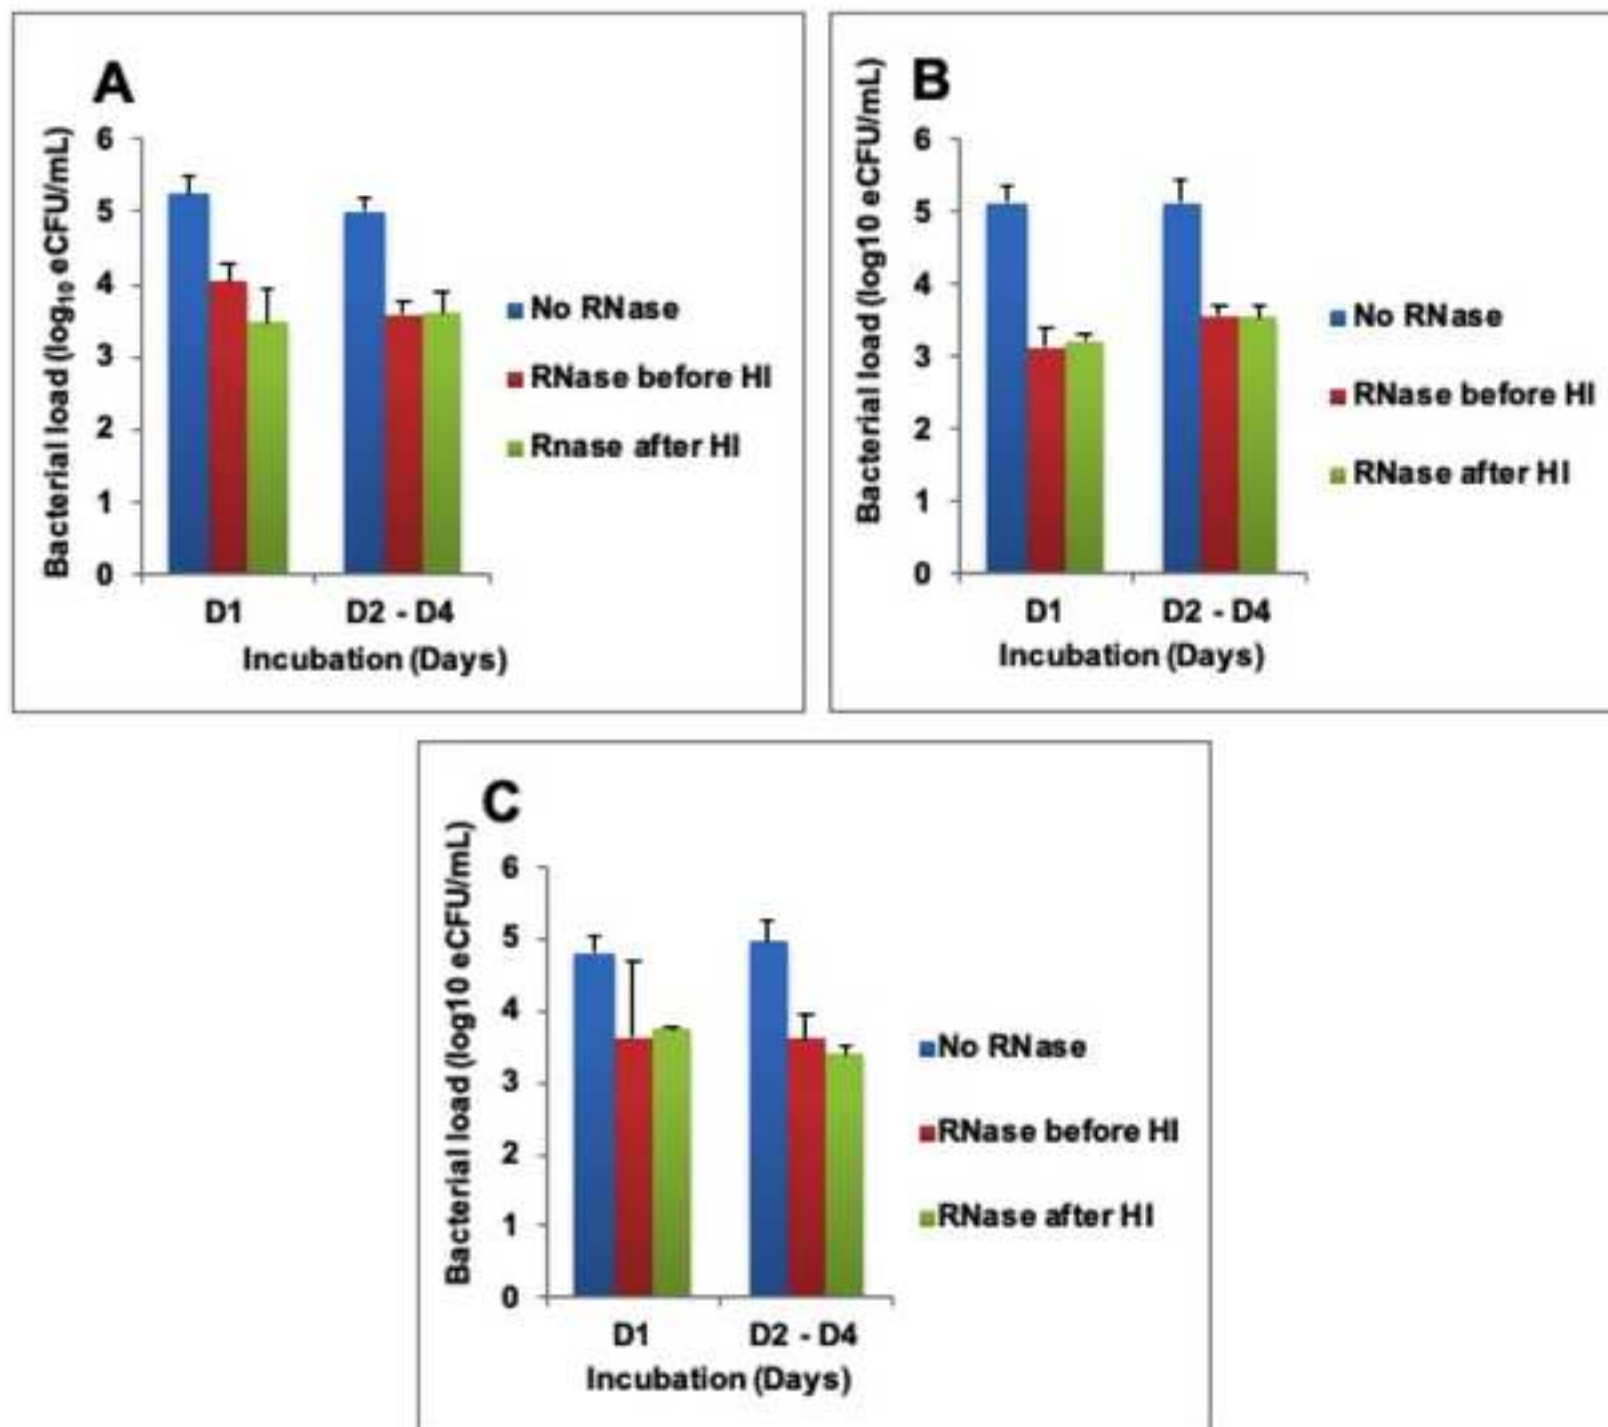 A
Bacterial load (log₁₀ eCFU/mL)
6
5
4
3
2
1
0
D1
D2 - D4
Incubation (Days)
No RNase
RNase before HI
Rnase after HI
B
Bacterial load (log10 eCFU/mL)
6
5
4
3
2
1
0
D1
D2 - D4
Incubation (Days)
No RNase
RNase before HI
RNase after HI
C
Bacterial load (log10 eCFU/mL)
6
5
4
3
2
1
0
D1
D2 - D4
Incubation (Days)
No RNase
RNase before HI
RNase after HI